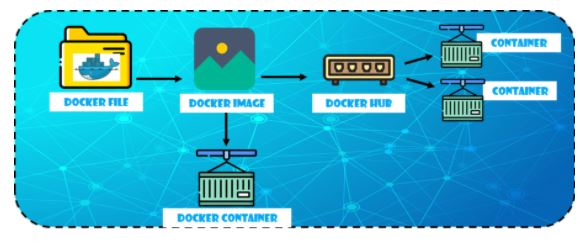 CONTAINER
CONTAINER
DOCKER FILE
DOCKER IMAGE
DOCKER HUB
DOCKER CONTAINER